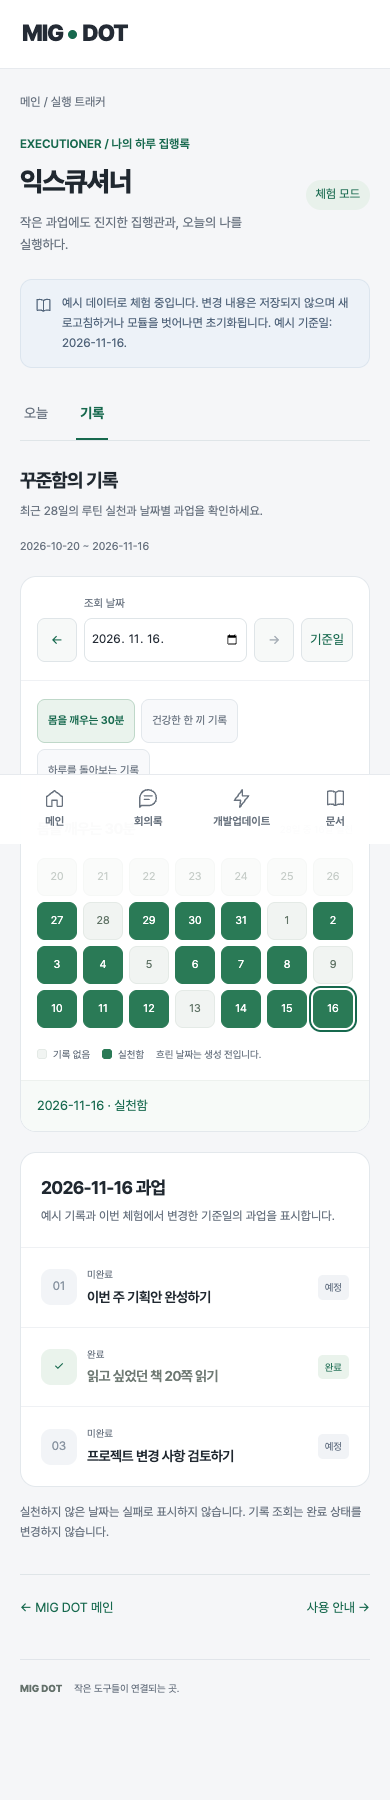 MIG DOT
메인 / 실행 트래커
EXECUTIONER / 나의 하루 집행록
익스큐셔너
체험 모드
작은 과업에도 진지한 집행관과, 오늘의 나를
실행하다.
예시 데이터로 체험 중입니다. 변경 내용은 저장되지 않으며 새
로고침하거나 모듈을 벗어나면 초기화됩니다. 예시 기준일:
2026-11-16.
오늘 기록
꾸준함의 기록
최근 28일의 루틴 실천과 날짜별 과업을 확인하세요.
2026-10-20 ~ 2026-11-16
조회 날짜
← 2026. 11. 16. → 기준일
몸을 깨우는 30분 건강한 한 끼 기록
하루를 돌아보는 기록
메인 회의록 개발업데이트 문서
20 21 22 23 24 25 26
27 28 29 30 31 1 2
3 4 5 6 7 8 9
10 11 12 13 14 15 16
기록 없음 실천함 흐린 날짜는 생성 전입니다.
2026-11-16 · 실천함
2026-11-16 과업
예시 기록과 이번 체험에서 변경한 기준일의 과업을 표시합니다.
01 미완료
이번 주 기획안 완성하기 예정
✓ 완료
읽고 싶었던 책 20쪽 읽기 완료
03 미완료
프로젝트 변경 사항 검토하기 예정
실천하지 않은 날짜는 실패로 표시하지 않습니다. 기록 조회는 완료 상태를
변경하지 않습니다.
← MIG DOT 메인 사용 안내 →
MIG DOT 작은 도구들이 연결되는 곳.